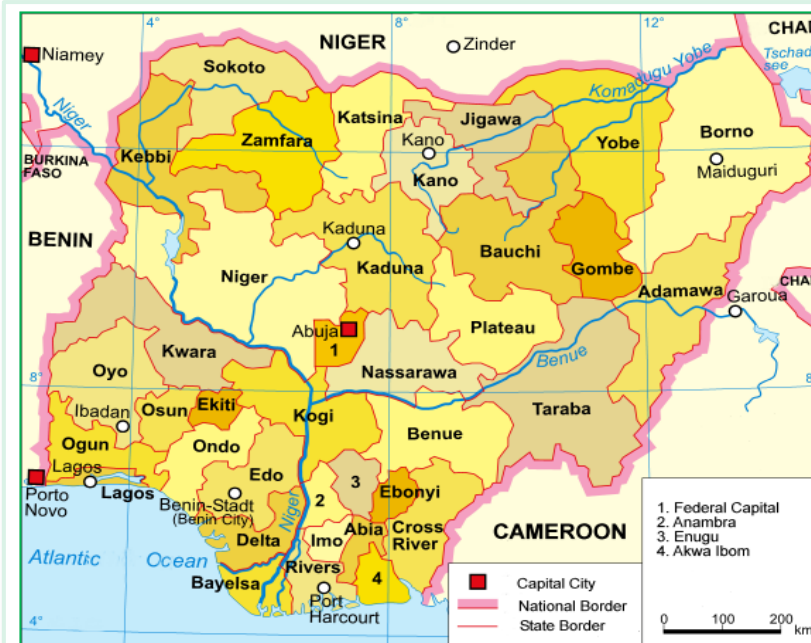 4°
8°
12°
NIGER
CHAD
Niamey
Zinder
Tschad
see
Sokoto
Komadugu Yobe
Niger
Katsina
Jigawa
Zamfara
Kano
Yobe
Borno
Kebbi
BURKINA
FASO
Kano
Maiduguri
BENIN
Kaduna
Bauchi
Niger
Kaduna
Gombe
Adamawa
CHA
Garoua
Abuja
1
Plateau
Kwara
Benue
Oyo
Nassarawa
8°
8
Ibadan
Osun
Ekiti
Kogi
Taraba
Ogun
Ondo
Benue
Lagos
Edo
3
Lagos
Porto
Novo
Benin-Stadt
(Benin City)
Niger
2
Ebonyi
Delta
Imo
Abia
Cross
River
CAMEROON
Atlantic Ocean
Bayelsa
Rivers
4
Port
Harcourt
4°
1. Federal Capital
2. Anambra
3. Enugu
4. Akwa Ibom
Capital City
National Border
State Border
0 100 200
km